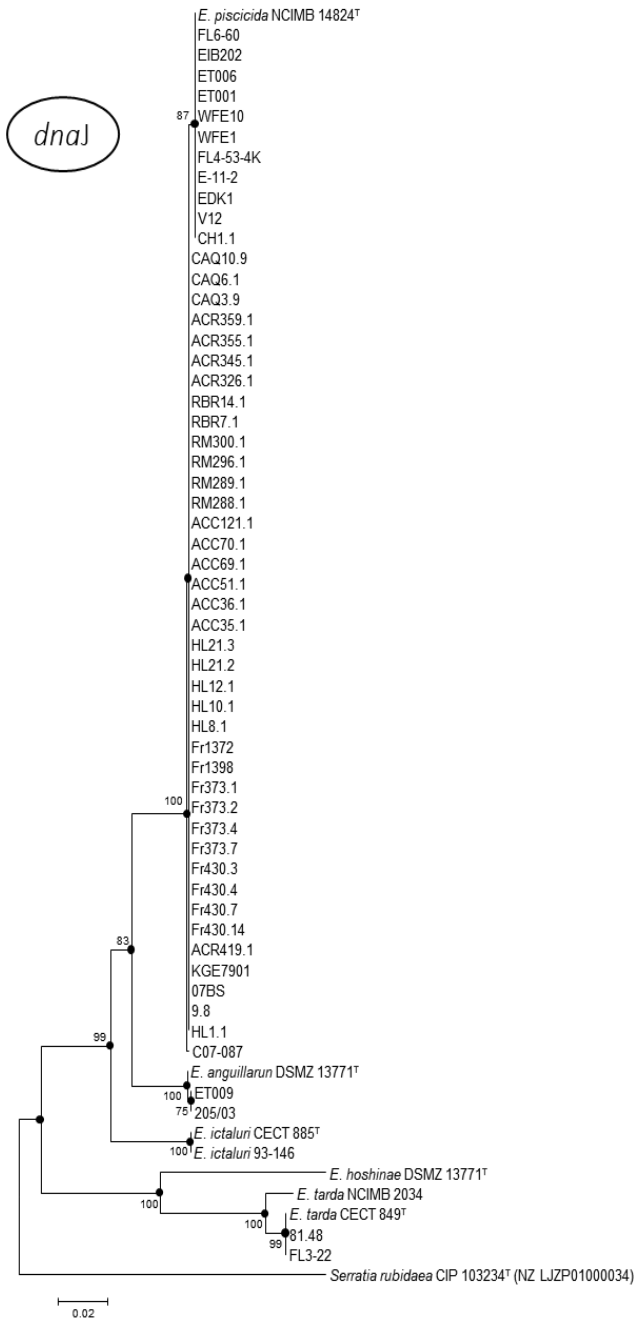 E. piscicida NCIMB 14824ᵀ
FL6-60
EIB202
ET006
ET001
87
WFE10
dnaJ
WFE1
FL4-53-4K
E-11-2
EDK1
V12
CH1.1
CAQ10.9
CAQ6.1
CAQ3.9
ACR359.1
ACR355.1
ACR345.1
ACR326.1
RBR14.1
RBR7.1
RM300.1
RM296.1
RM289.1
RM288.1
ACC121.1
ACC70.1
ACC69.1
ACC51.1
ACC36.1
ACC35.1
HL21.3
HL21.2
HL12.1
HL10.1
HL8.1
Fr1372
Fr1398
Fr373.1
100
Fr373.2
Fr373.4
Fr373.7
Fr430.3
Fr430.4
Fr430.7
Fr430.14
83
ACR419.1
KGE7901
07BS
9.8
HL1.1
99
C07-087
E. anguillarun DSMZ 13771ᵀ
100
ET009
75
205/03
E. ictaluri CECT 885ᵀ
100
E. ictaluri 93-146
E. hoshinae DSMZ 13771ᵀ
100
E. tarda NCIMB 2034
100
E. tarda CECT 849ᵀ
99
81.48
FL3-22
Serratia rubidaea CIP 103234ᵀ (NZ LJZP01000034)
0.02